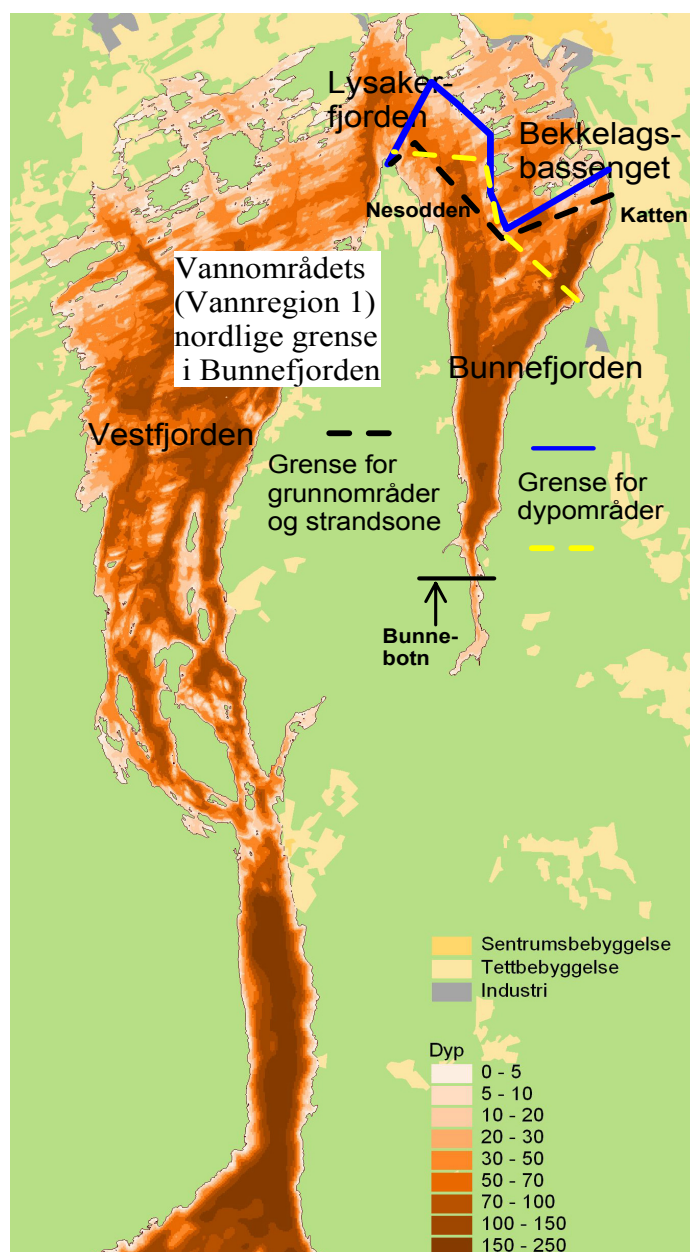 Lysaker-
fjorden
Bekkelags-
bassenget
Nesodden
Katten
Vannområdets
(Vannregion 1)
nordlige grense
i Bunnefjorden
Bunnefjorden
Vestfjorden
Grense for
grunnområder
og strandsone
Grense for
dypområder
Bunne-
botn
Sentrumsbebyggelse
Tettbebyggelse
Industri
Dyp
0 - 5
5 - 10
10 - 20
20 - 30
30 - 50
50 - 70
70 - 100
100 - 150
150 - 250